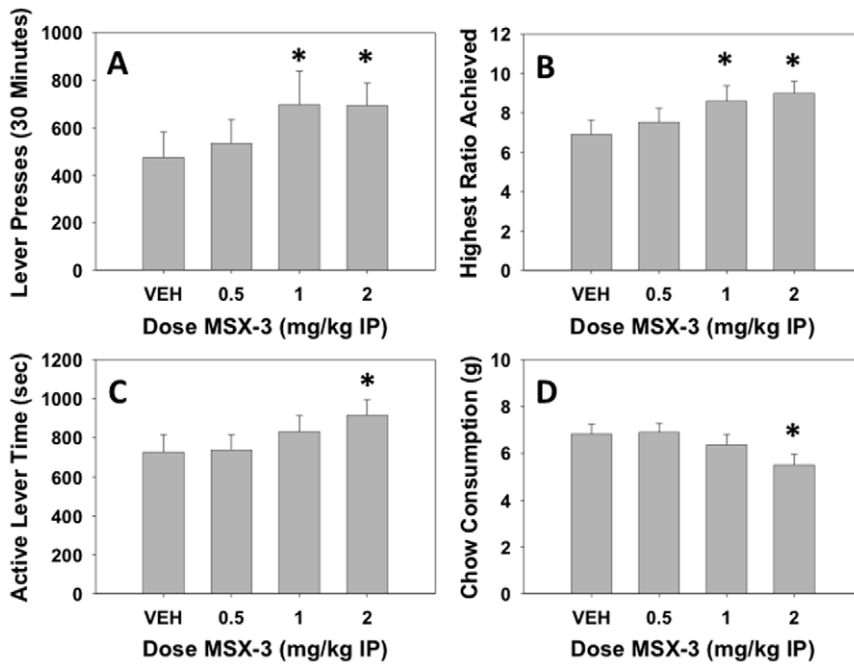 A
Lever Presses (30 Minutes)
1000
800
600
400
200
0
* *
VEH 0.5 1 2
Dose MSX-3 (mg/kg IP)
B
Highest Ratio Achieved
12
10
8
6
4
2
0
* *
VEH 0.5 1 2
Dose MSX-3 (mg/kg IP)
C
Active Lever Time (sec)
1200
1000
800
600
400
200
0
*
VEH 0.5 1 2
Dose MSX-3 (mg/kg IP)
D
Chow Consumption (g)
10
8
6
4
2
0
*
VEH 0.5 1 2
Dose MSX-3 (mg/kg IP)